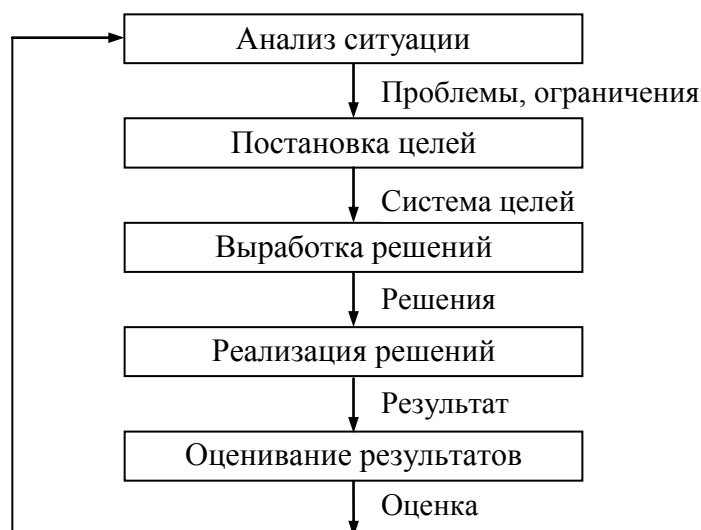 Анализ ситуации
Проблемы, ограничения
Постановка целей
Система целей
Выработка решений
Решения
Реализация решений
Результат
Оценивание результатов
Оценка